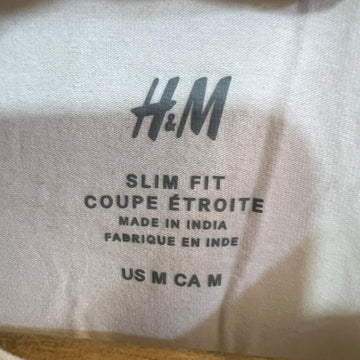 H&M
SLIM FIT
COUPE ÉTROITE
MADE IN INDIA
FABRIQUE EN INDE
US M CA M